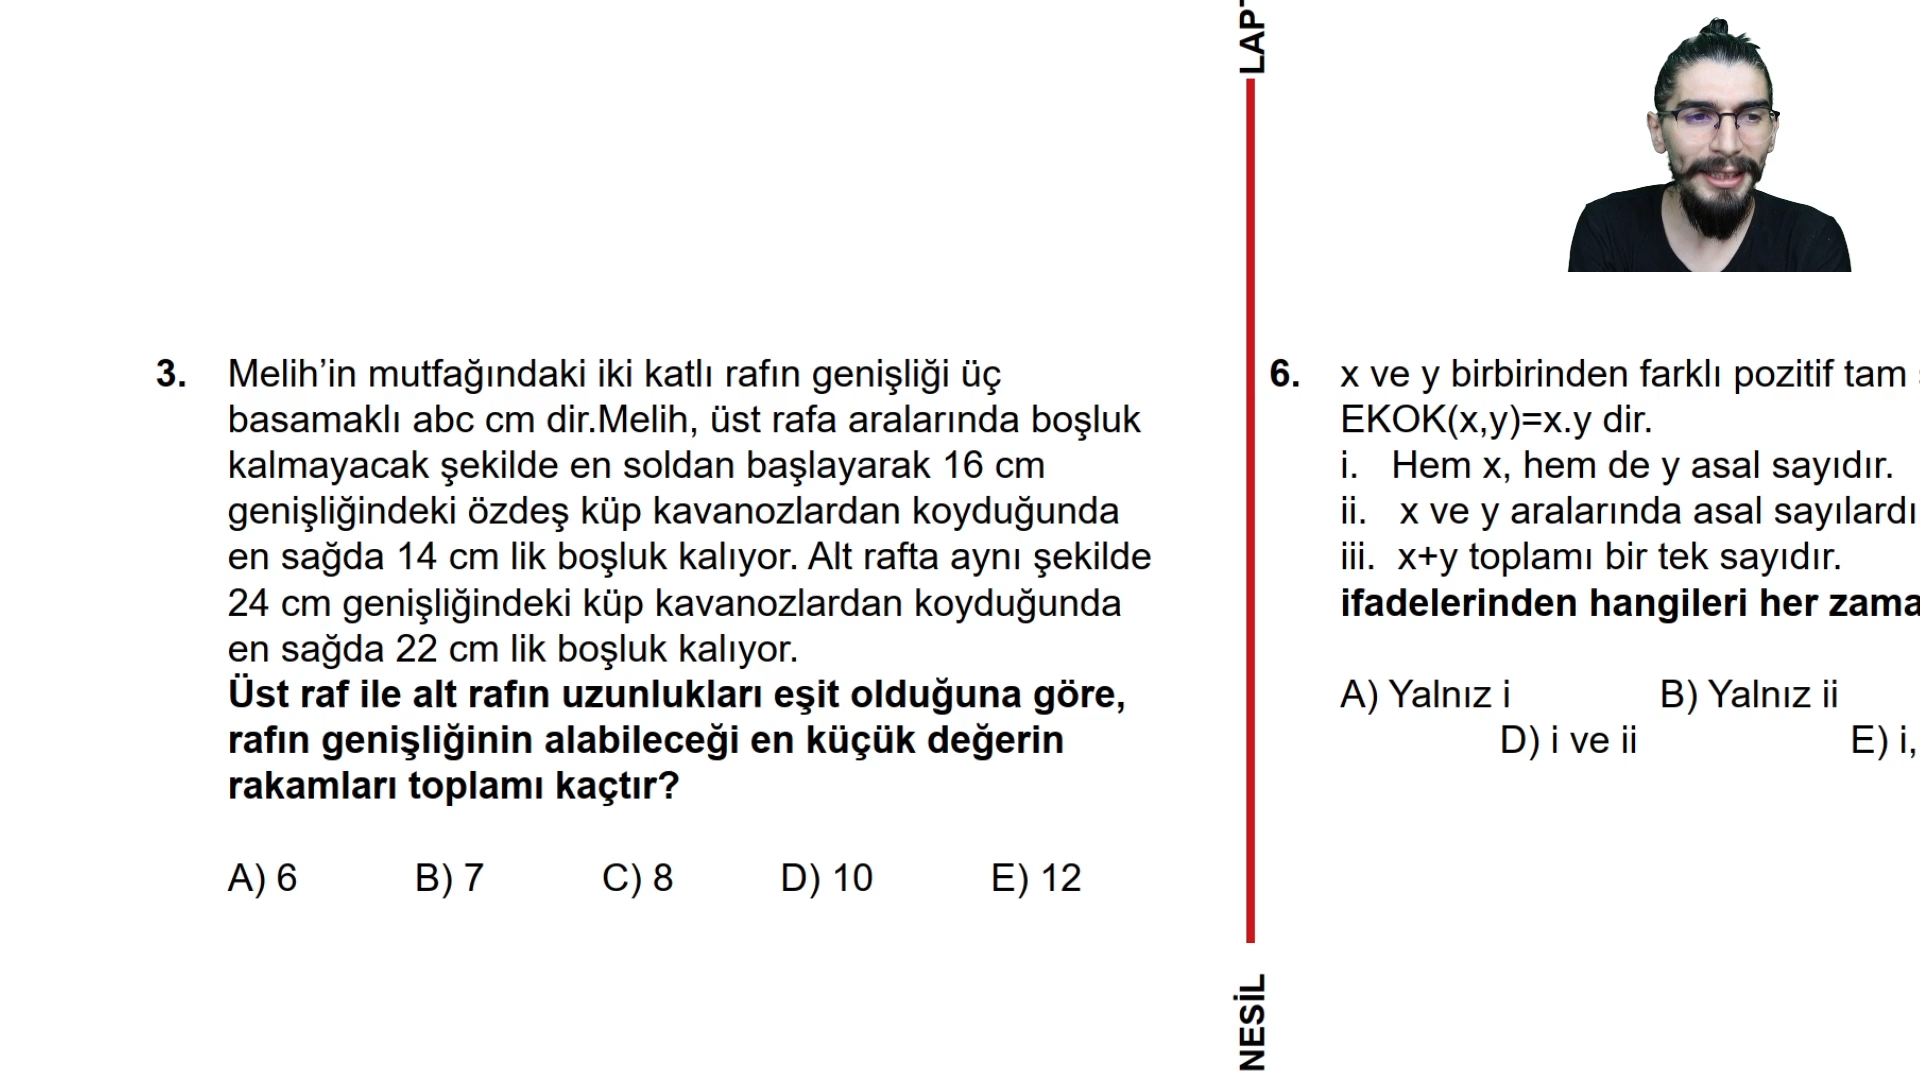 LAP
3. Melih’in mutfağındaki iki katlı rafın genişliği üç
basamaklı abc cm dir.Melih, üst rafa aralarında boşluk
kalmayacak şekilde en soldan başlayarak 16 cm
genişliğindeki özdeş küp kavanozlardan koyduğunda
en sağda 14 cm lik boşluk kalıyor. Alt rafta aynı şekilde
24 cm genişliğindeki küp kavanozlardan koyduğunda
en sağda 22 cm lik boşluk kalıyor.
Üst raf ile alt rafın uzunlukları eşit olduğuna göre,
rafın genişliğinin alabileceği en küçük değerin
rakamları toplamı kaçtır?
A) 6 B) 7 C) 8 D) 10 E) 12
NESİL
6. x ve y birbirinden farklı pozitif tam
EKOK(x,y)=x.y dir.
i. Hem x, hem de y asal sayıdır.
ii. x ve y aralarında asal sayılardı
iii. x+y toplamı bir tek sayıdır.
ifadelerinden hangileri her zama
A) Yalnız i B) Yalnız ii
D) i ve ii E) i,